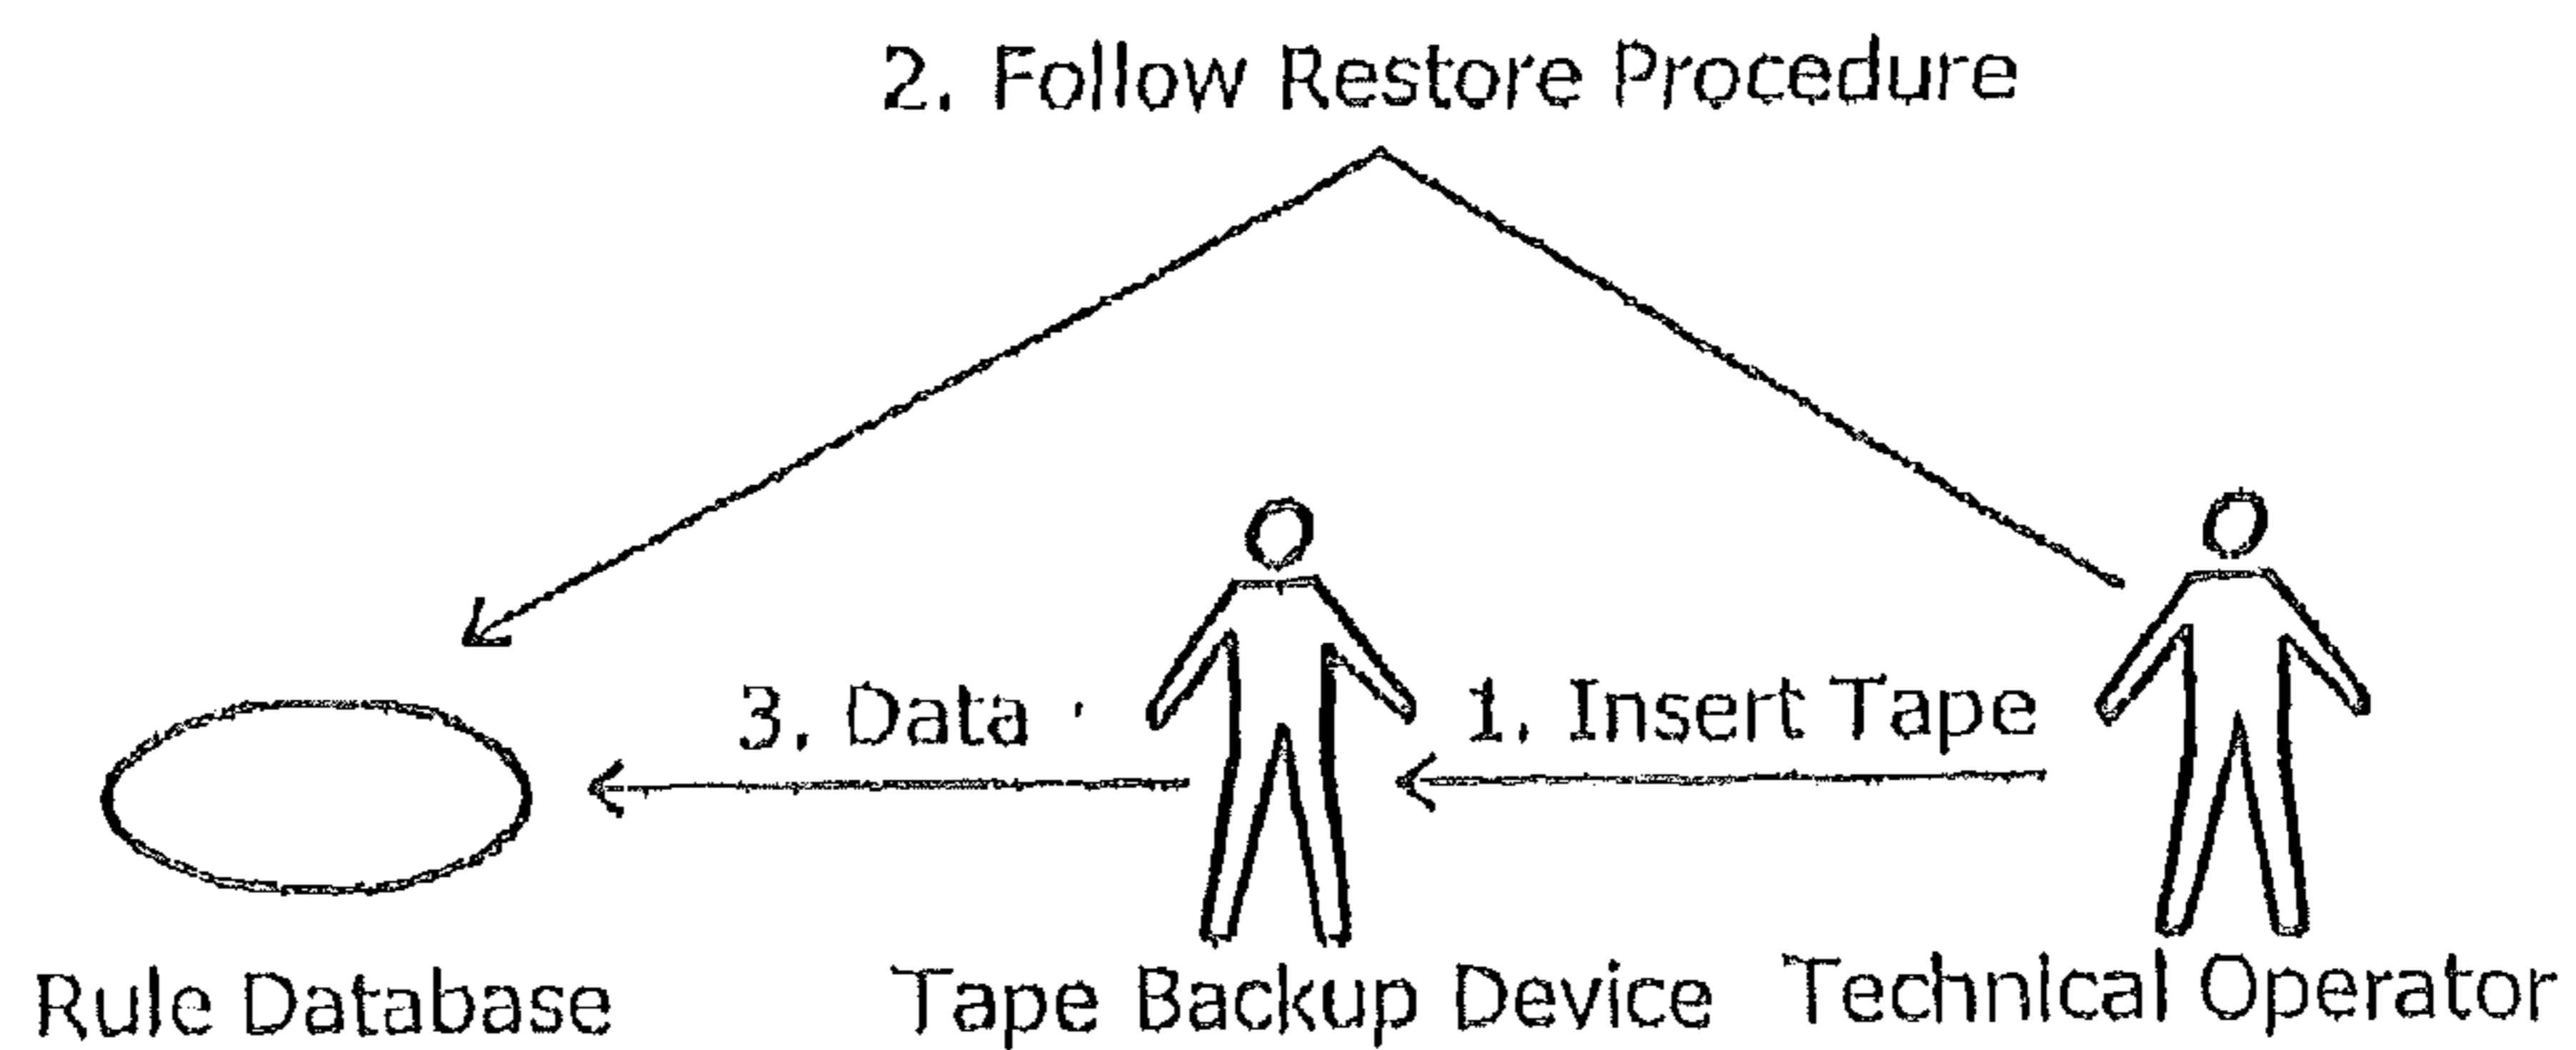 2. Follow Restore Procedure
3. Data
1. Insert Tape
Rule Database
Tape Backup Device
Technical Operator